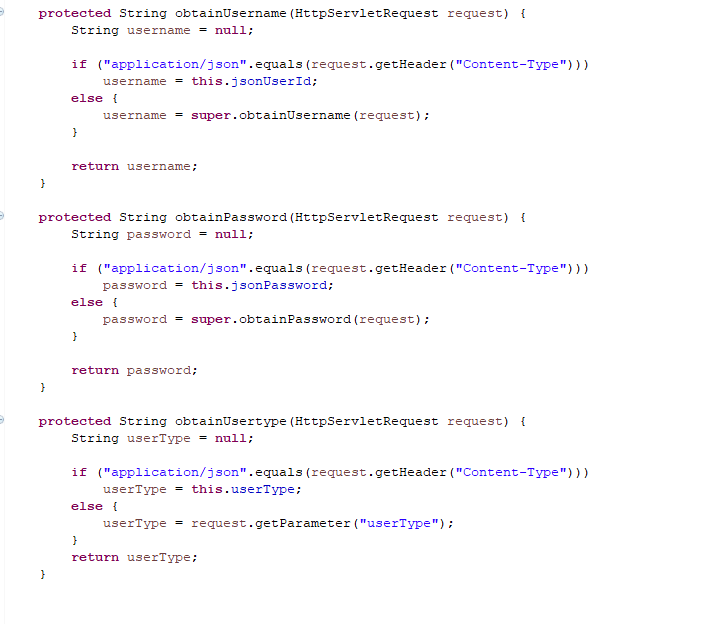 protected String obtainUsername(HttpServletRequest request) {
String username = null;
if ("application/json".equals(request.getHeader("Content-Type")))
username = this.jsonUserId;
else {
username = super.obtainUsername(request);
}
return username;
}
protected String obtainPassword(HttpServletRequest request) {
String password = null;
if ("application/json".equals(request.getHeader("Content-Type")))
password = this.jsonPassword;
else {
password = super.obtainPassword(request);
}
return password;
}
protected String obtainUsertype(HttpServletRequest request) {
String userType = null;
if ("application/json".equals(request.getHeader("Content-Type")))
userType = this.userType;
else {
userType = request.getParameter("userType");
}
return userType;
}